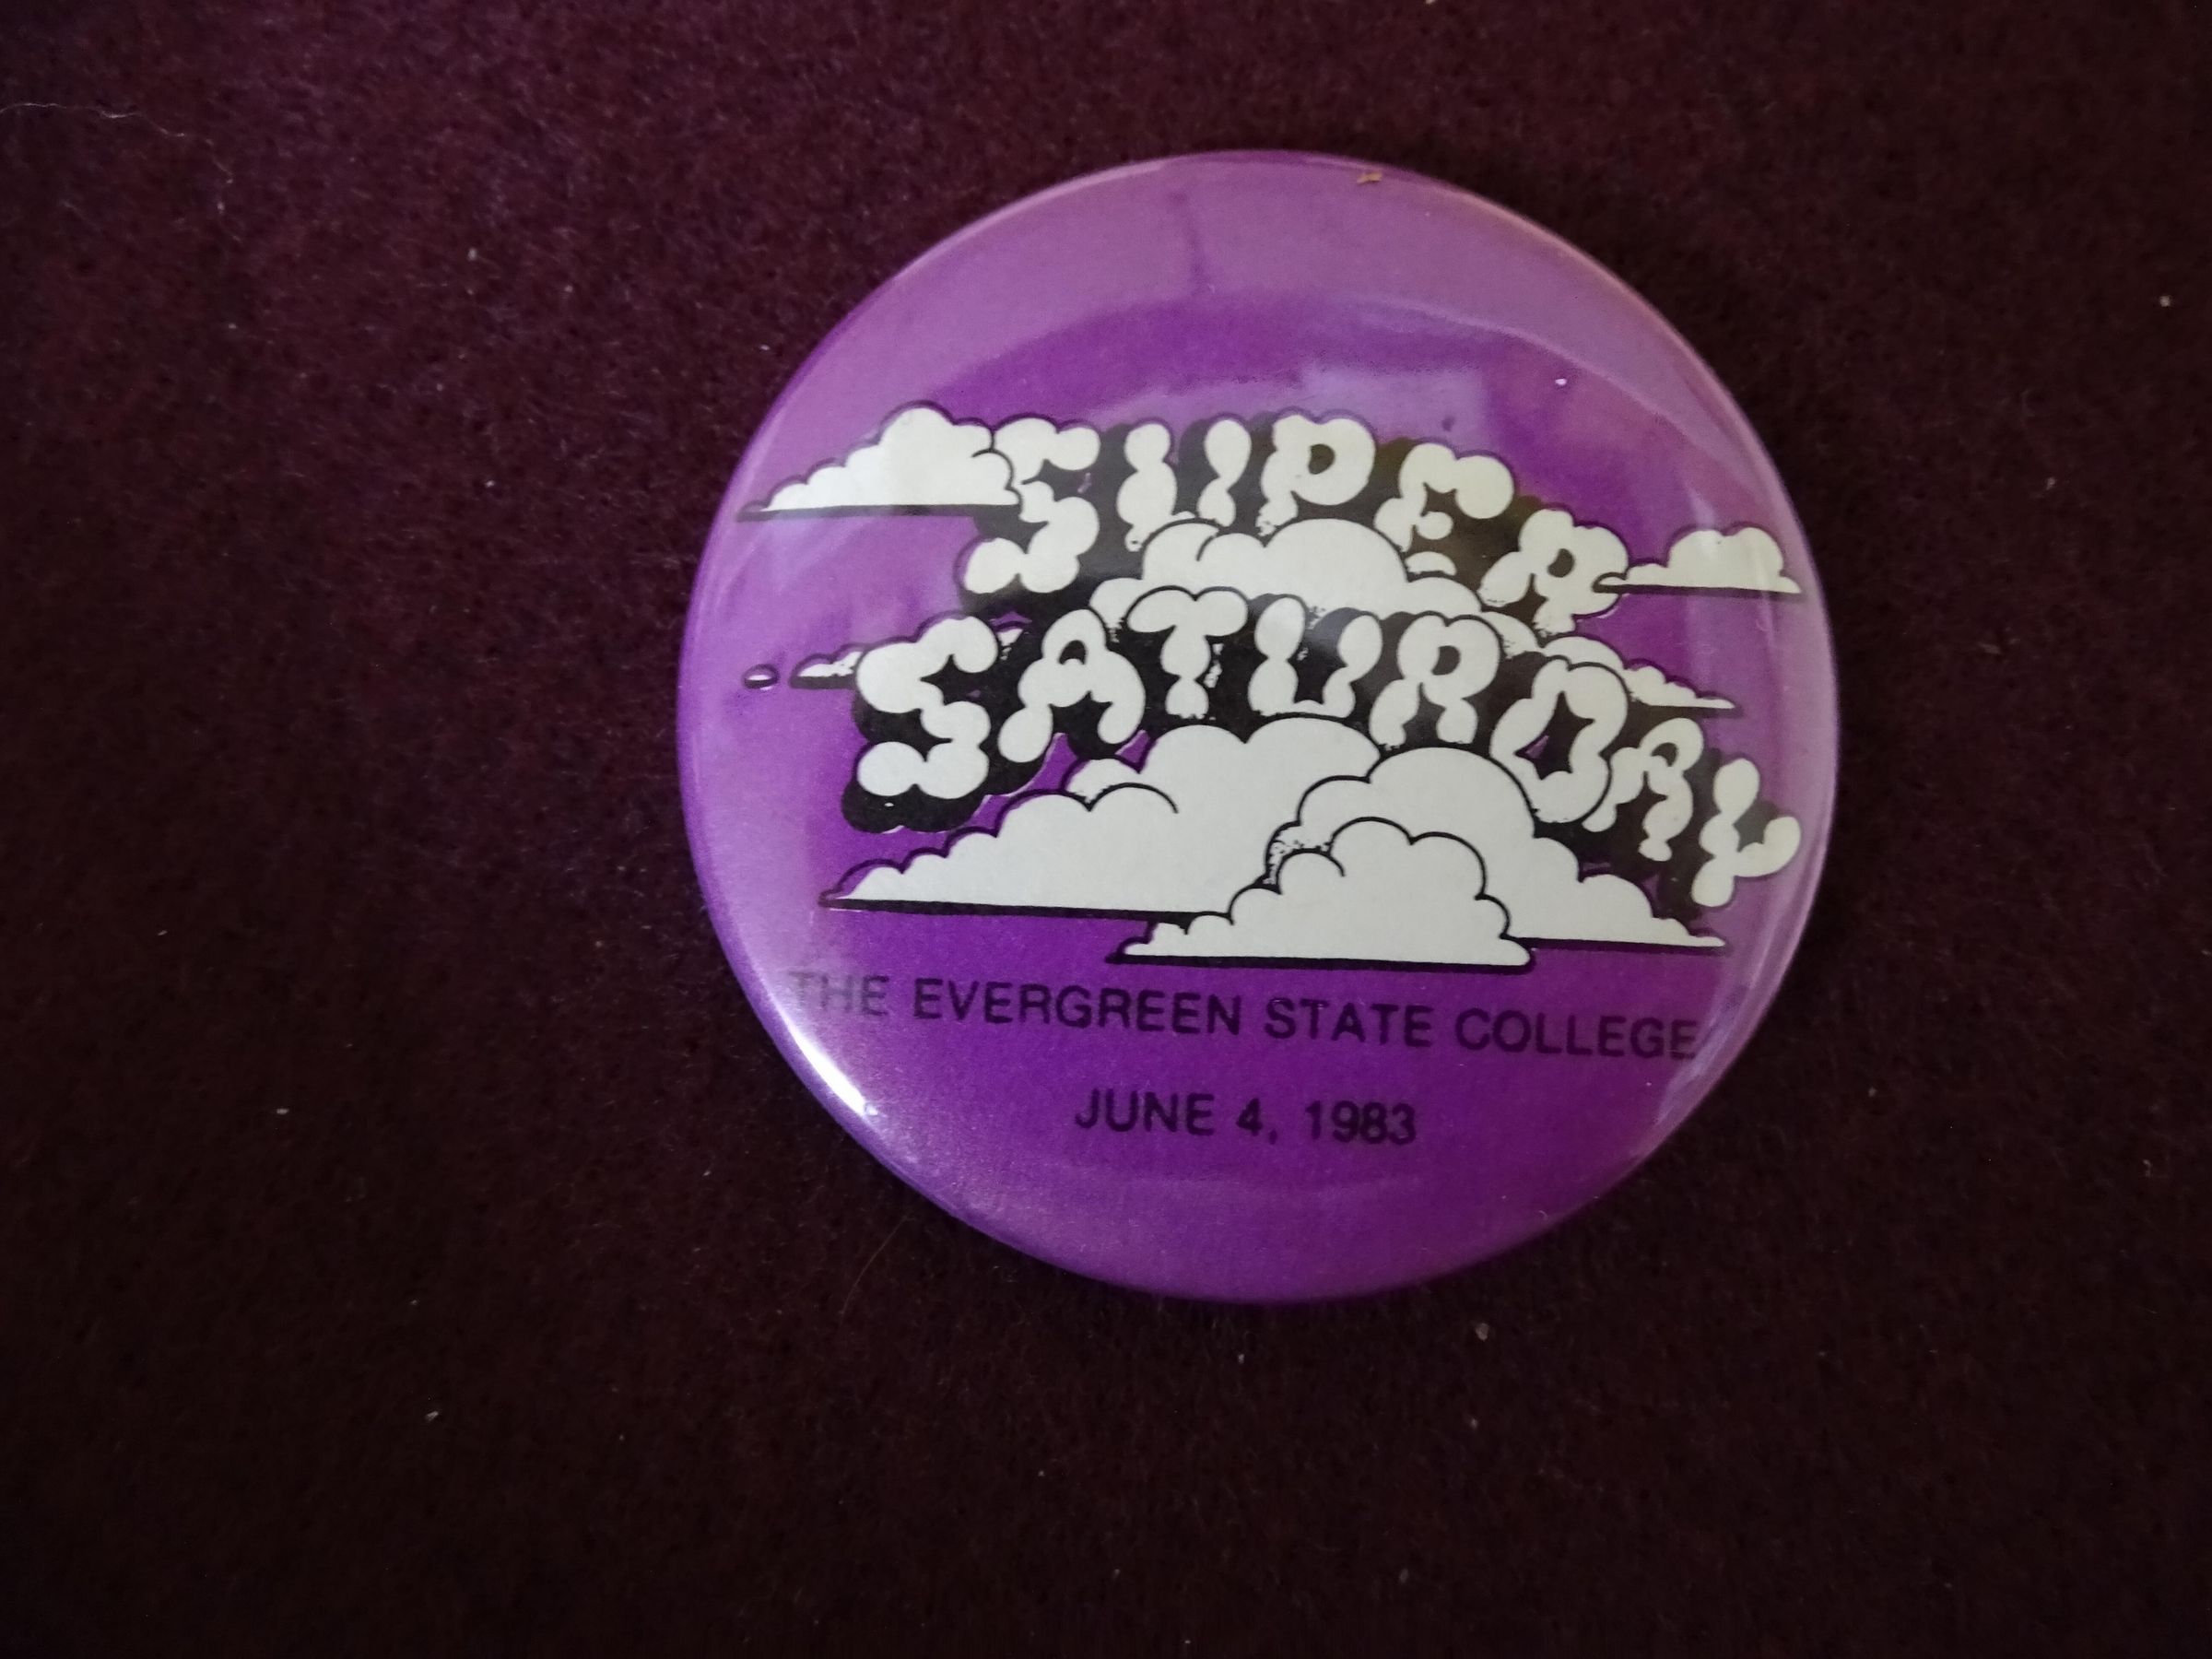 SUPER
SATURDAY
THE EVERGREEN STATE COLLEGE
JUNE 4, 1983